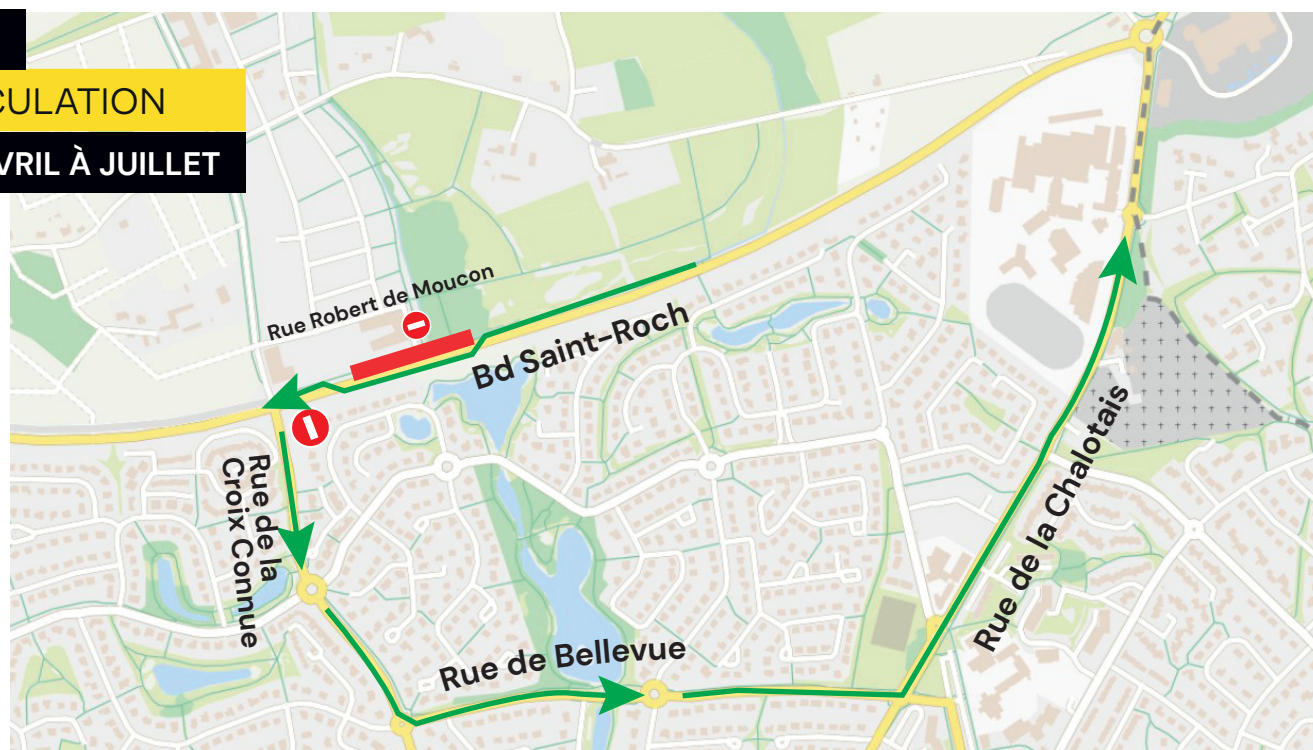 CULATION
VRIL À JUILLET
Rue Robert de Moucon
Bd Saint-Roch
Rue de la
Croix Connue
Rue de Bellevue
Rue de la Chalotais